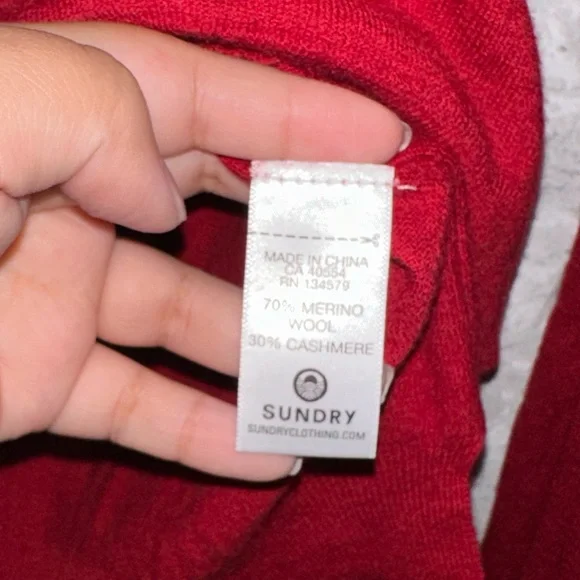 MADE IN CHINA
CA 40554
RN 134579
70% MERINO
WOOL
30% CASHMERE
SUNDRY
SUNDRYCLOTHING.COM